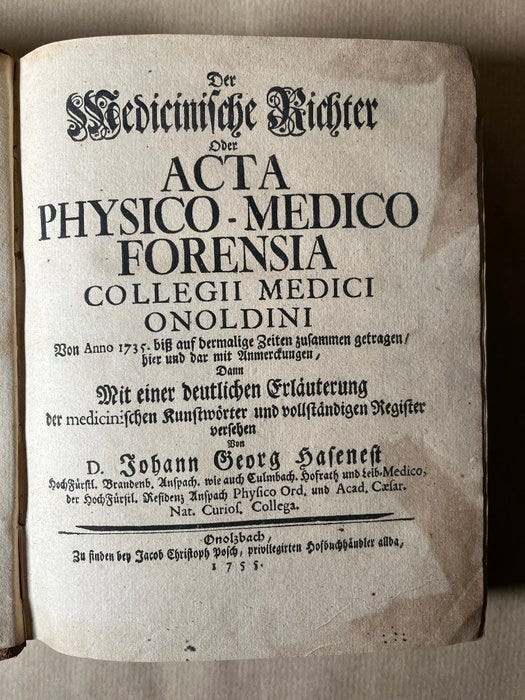 Der
Medicinische Richter
Oder
ACTA
PHYSICO-MEDICO
FORENSIA
COLLEGII MEDICI
ONOLDINI
Von Anno 1735. biß auf dermalige Zeiten zusammen getragen/
hier und dar mit Anmerckungen,
Dann
Mit einer deutlichen Erläuterung
der medicinischen Kunstwörter und vollständigen Register
versehen
Von
D. Johann Georg Hasenest
HochFürstl. Brandenb. Anspach. wie auch Culmbach. Hofrath und Leib-Medico,
der HochFürstl. Residenz Anspach Physico Ord. und Acad. Cæsar.
Nat. Curios. Collega.
Onolzbach,
Zu finden bey Jacob Christoph Posch, privilegirten Hofbuchhändler allda,
1755.